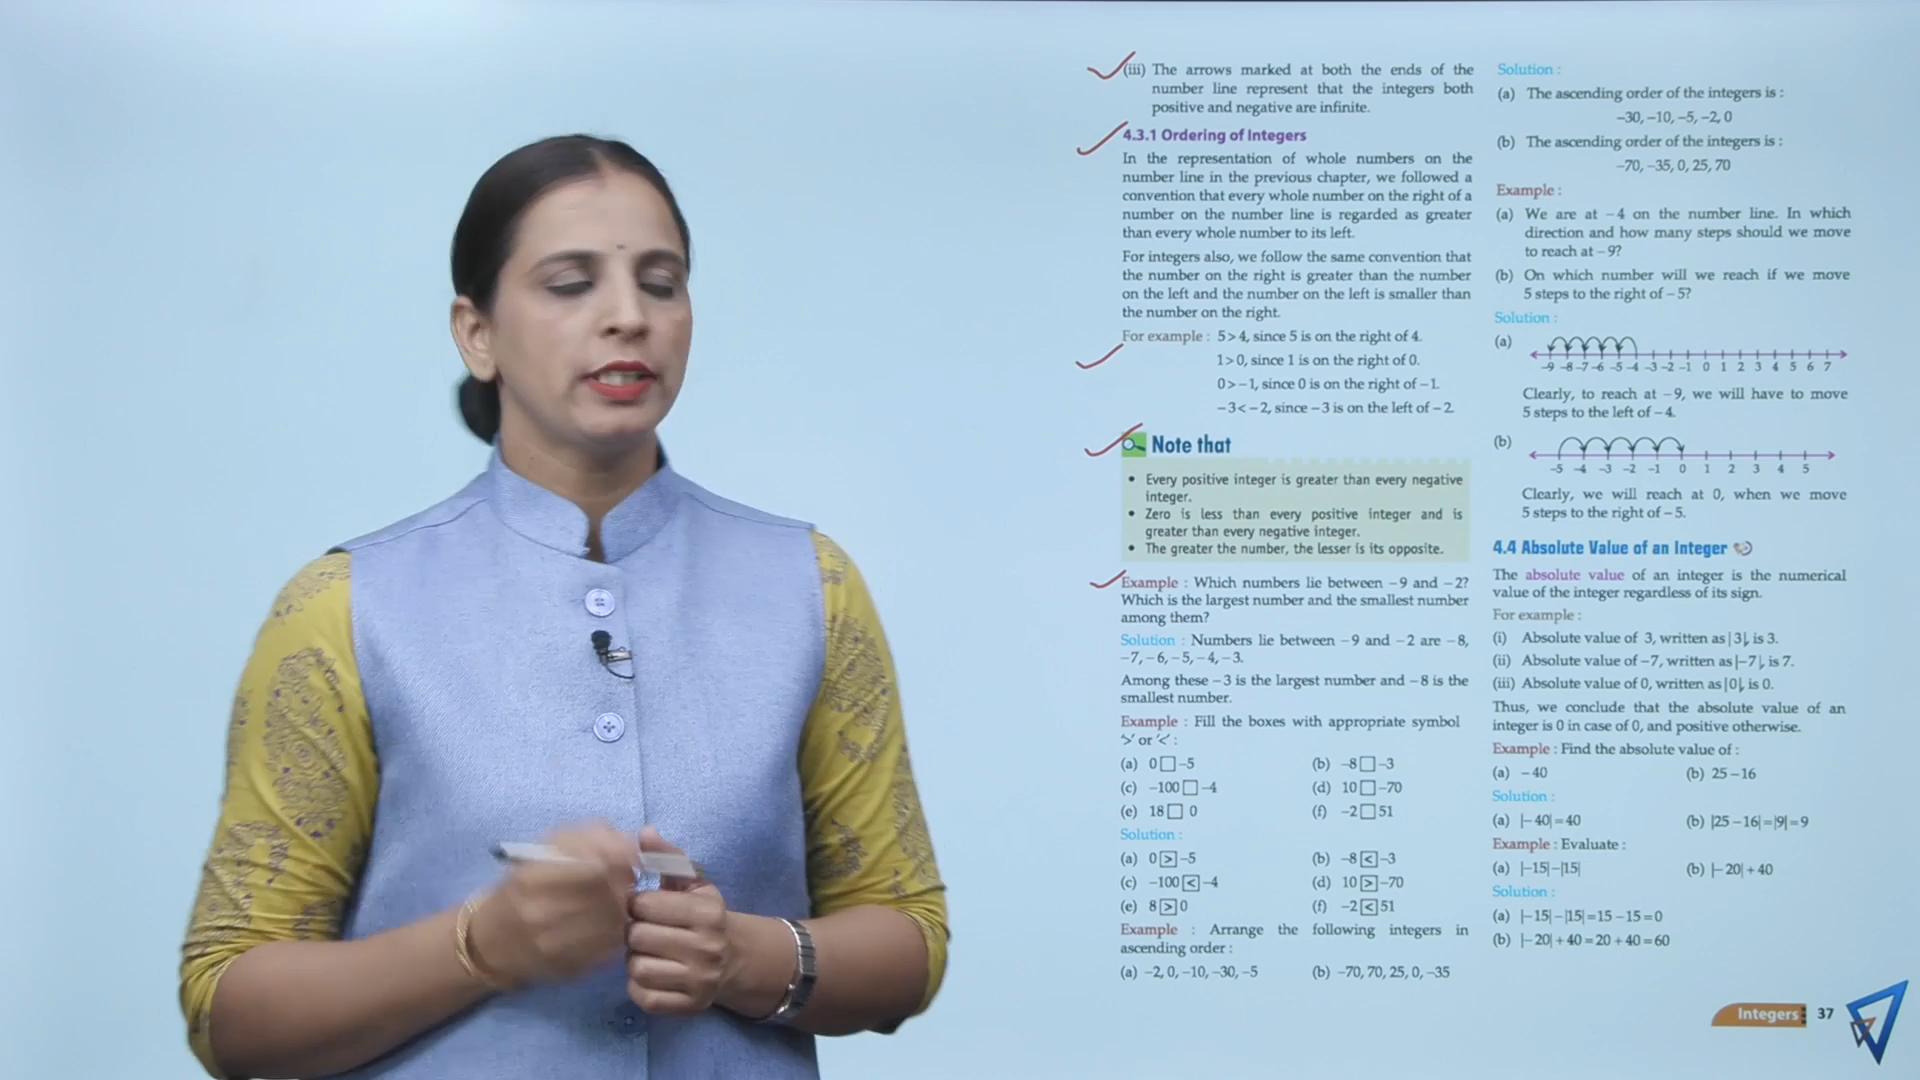 (iii) The arrows marked at both the ends of the
number line represent that the integers both
positive and negative are infinite.
4.3.1 Ordering of Integers
In the representation of whole numbers on the
number line in the previous chapter, we followed a
convention that every whole number on the right of a
number on the number line is regarded as greater
than every whole number to its left.
For integers also, we follow the same convention that
the number on the right is greater than the number
on the left and the number on the left is smaller than
the number on the right.
For example : 5 > 4, since 5 is on the right of 4.
1 > 0, since 1 is on the right of 0.
0 > −1, since 0 is on the right of −1.
−3 < −2, since −3 is on the left of −2.
Note that
• Every positive integer is greater than every negative
integer.
• Zero is less than every positive integer and is
greater than every negative integer.
• The greater the number, the lesser is its opposite.
Example : Which numbers lie between −9 and −2?
Which is the largest number and the smallest number
among them?
Solution : Numbers lie between −9 and −2 are −8,
−7, −6, −5, −4, −3.
Among these −3 is the largest number and −8 is the
smallest number.
Example : Fill the boxes with appropriate symbol
'>' or '<' :
(a) 0 □ −5 (b) −8 □ −3
(c) −100 □ −4 (d) 10 □ −70
(e) 18 □ 0 (f) −2 □ 51
Solution :
(a) 0 > −5 (b) −8 < −3
(c) −100 < −4 (d) 10 > −70
(e) 8 > 0 (f) −2 < 51
Example : Arrange the following integers in
ascending order :
(a) −2, 0, −10, −30, −5 (b) −70, 70, 25, 0, −35
Solution :
(a) The ascending order of the integers is :
−30, −10, −5, −2, 0
(b) The ascending order of the integers is :
−70, −35, 0, 25, 70
Example :
(a) We are at −4 on the number line. In which
direction and how many steps should we move
to reach at −9?
(b) On which number will we reach if we move
5 steps to the right of −5?
Solution :
(a)
−9 −8 −7 −6 −5 −4 −3 −2 −1 0 1 2 3 4 5 6 7
Clearly, to reach at −9, we will have to move
5 steps to the left of −4.
(b)
−5 −4 −3 −2 −1 0 1 2 3 4 5
Clearly, we will reach at 0, when we move
5 steps to the right of −5.
4.4 Absolute Value of an Integer
The absolute value of an integer is the numerical
value of the integer regardless of its sign.
For example :
(i) Absolute value of 3, written as |3|, is 3.
(ii) Absolute value of −7, written as |−7|, is 7.
(iii) Absolute value of 0, written as |0|, is 0.
Thus, we conclude that the absolute value of an
integer is 0 in case of 0, and positive otherwise.
Example : Find the absolute value of :
(a) −40 (b) 25 − 16
Solution :
(a) |−40| = 40 (b) |25 − 16| = |9| = 9
Example : Evaluate :
(a) |−15| − |15| (b) |−20| + 40
Solution :
(a) |−15| − |15| = 15 − 15 = 0
(b) |−20| + 40 = 20 + 40 = 60
Integers 37